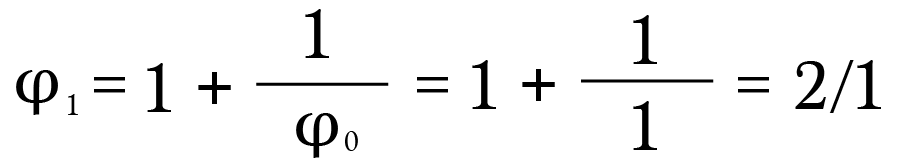 φ₁ = 1 + 1/φ₀ = 1 + 1/1 = 2/1